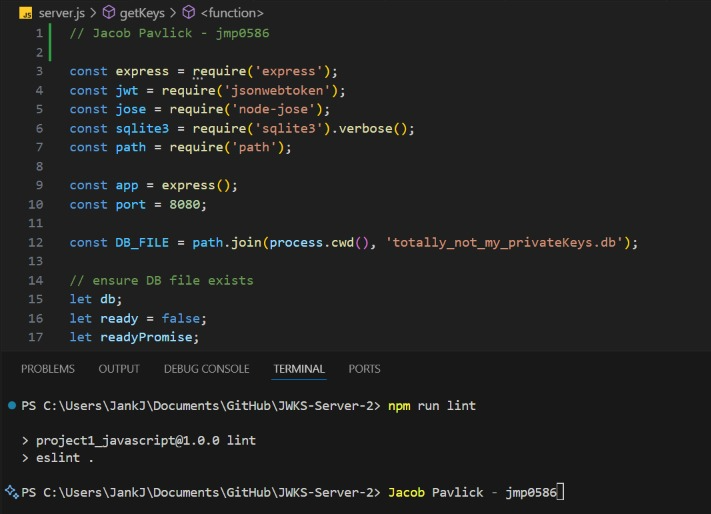 JS server.js > getKeys > <function>
1 // Jacob Pavlick - jmp0586
2
3 const express = require('express');
4 const jwt = require('jsonwebtoken');
5 const jose = require('node-jose');
6 const sqlite3 = require('sqlite3').verbose();
7 const path = require('path');
8
9 const app = express();
10 const port = 8080;
11
12 const DB_FILE = path.join(process.cwd(), 'totally_not_my_privateKeys.db');
13
14 // ensure DB file exists
15 let db;
16 let ready = false;
17 let readyPromise;
PROBLEMS OUTPUT DEBUG CONSOLE TERMINAL PORTS
PS C:\Users\JankJ\Documents\GitHub\JWKS-Server-2> npm run lint
> project1_javascript@1.0.0 lint
> eslint .
PS C:\Users\JankJ\Documents\GitHub\JWKS-Server-2> Jacob Pavlick - jmp0586